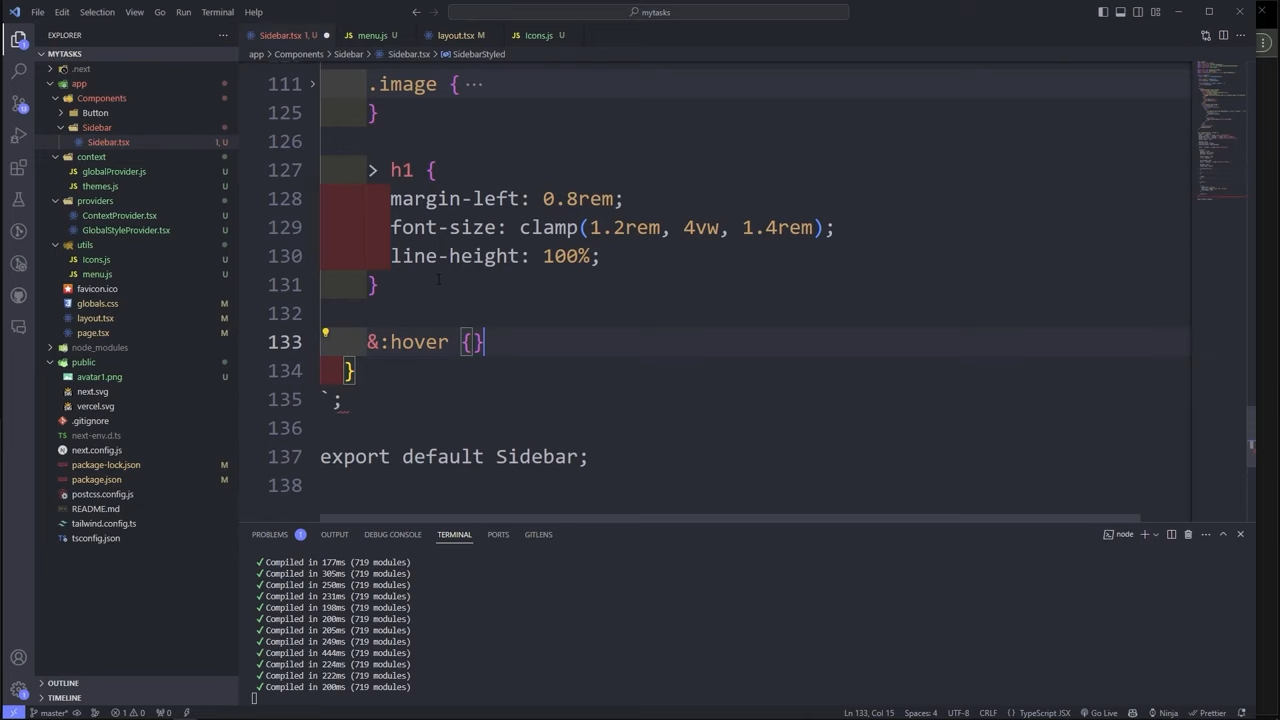 File Edit Selection View Go Run Terminal Help
mytasks
EXPLORER
Sidebar.tsx 1, U
menu.js U
layout.tsx M
Icons.js U
MYTASKS
app > Components > Sidebar > Sidebar.tsx > SidebarStyled
.next
app
Components
Button
Sidebar
Sidebar.tsx 1, U
context
globalProvider.js U
themes.js U
providers
ContextProvider.tsx U
GlobalStyleProvider.tsx U
utils
Icons.js U
menu.js U
favicon.ico
globals.css U
layout.tsx M
page.tsx M
node_modules
public
avatar1.png U
next.svg
vercel.svg
.gitignore
next-env.d.ts
next.config.js
package-lock.json M
package.json M
postcss.config.js
README.md
tailwind.config.ts
tsconfig.json
OUTLINE
TIMELINE
111 .image { ···
125 }
126
127 > h1 {
128 margin-left: 0.8rem;
129 font-size: clamp(1.2rem, 4vw, 1.4rem);
130 line-height: 100%;
131 }
132
133 &:hover {}
134 }
135 `;
136
137 export default Sidebar;
138
PROBLEMS 1 OUTPUT DEBUG CONSOLE TERMINAL PORTS GITLENS
node
✓ Compiled in 177ms (719 modules)
✓ Compiled in 305ms (719 modules)
✓ Compiled in 250ms (719 modules)
✓ Compiled in 231ms (719 modules)
✓ Compiled in 198ms (719 modules)
✓ Compiled in 200ms (719 modules)
✓ Compiled in 205ms (719 modules)
✓ Compiled in 249ms (719 modules)
✓ Compiled in 444ms (719 modules)
✓ Compiled in 224ms (719 modules)
✓ Compiled in 222ms (719 modules)
✓ Compiled in 200ms (719 modules)
master* 1 0 0 Ln 133, Col 15 Spaces: 4 UTF-8 CRLF TypeScript JSX Go Live Ninja Prettier